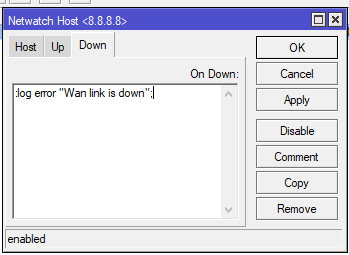 Netwatch Host <8.8.8.8>
Host Up Down
OK
On Down:
Cancel
:log error "Wan link is down";
Apply
Disable
Comment
Copy
Remove
enabled